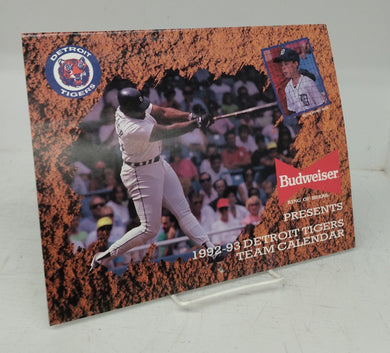 DETROIT
TIGERS
Budweiser
KING OF BEERS
PRESENTS
1992-93 DETROIT TIGERS
TEAM CALENDAR